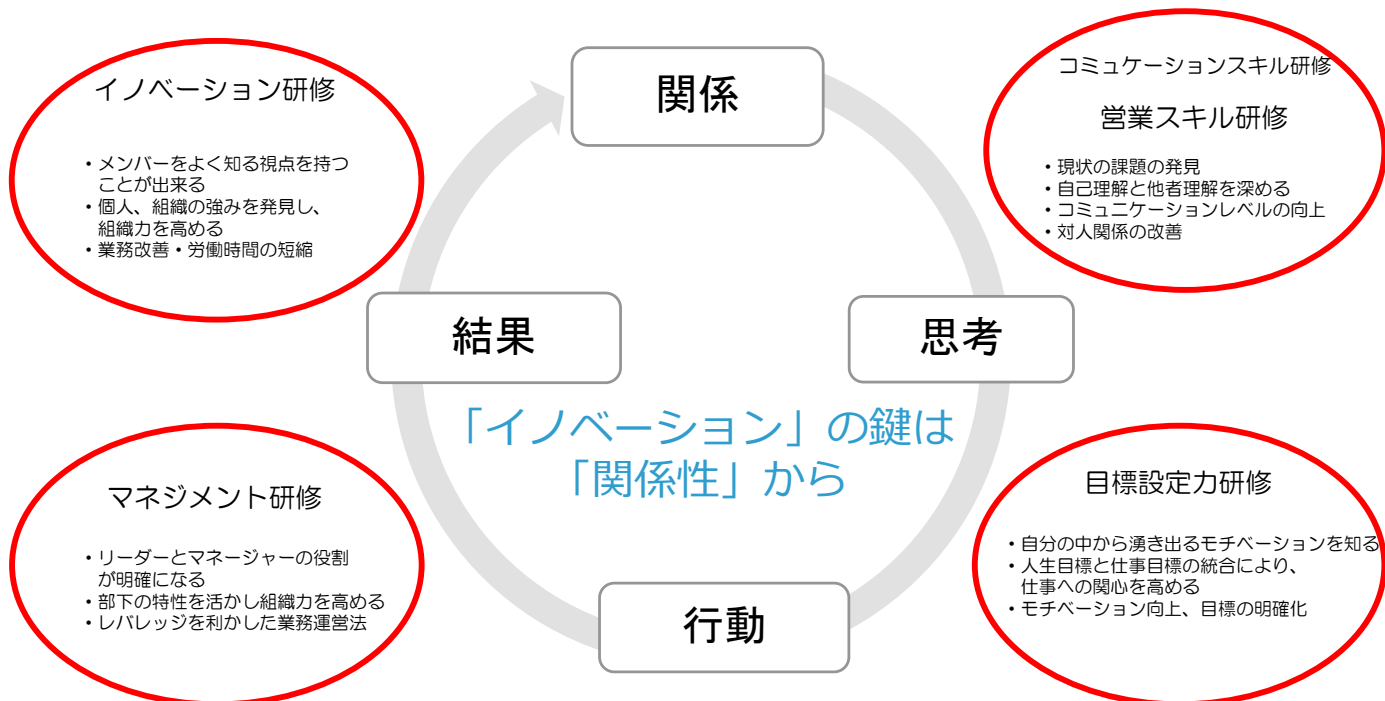 関係
思考
行動
結果
「イノベーション」の鍵は
「関係性」から
イノベーション研修
・メンバーをよく知る視点を持つ
ことが出来る
・個人、組織の強みを発見し、
組織力を高める
・業務改善・労働時間の短縮
コミュケーションスキル研修
営業スキル研修
・現状の課題の発見
・自己理解と他者理解を深める
・コミュニケーションレベルの向上
・対人関係の改善
マネジメント研修
・リーダーとマネージャーの役割
が明確になる
・部下の特性を活かし組織力を高める
・レバレッジを利かした業務運営法
目標設定力研修
・自分の中から湧き出るモチベーションを知る
・人生目標と仕事目標の統合により、
仕事への関心を高める
・モチベーション向上、目標の明確化